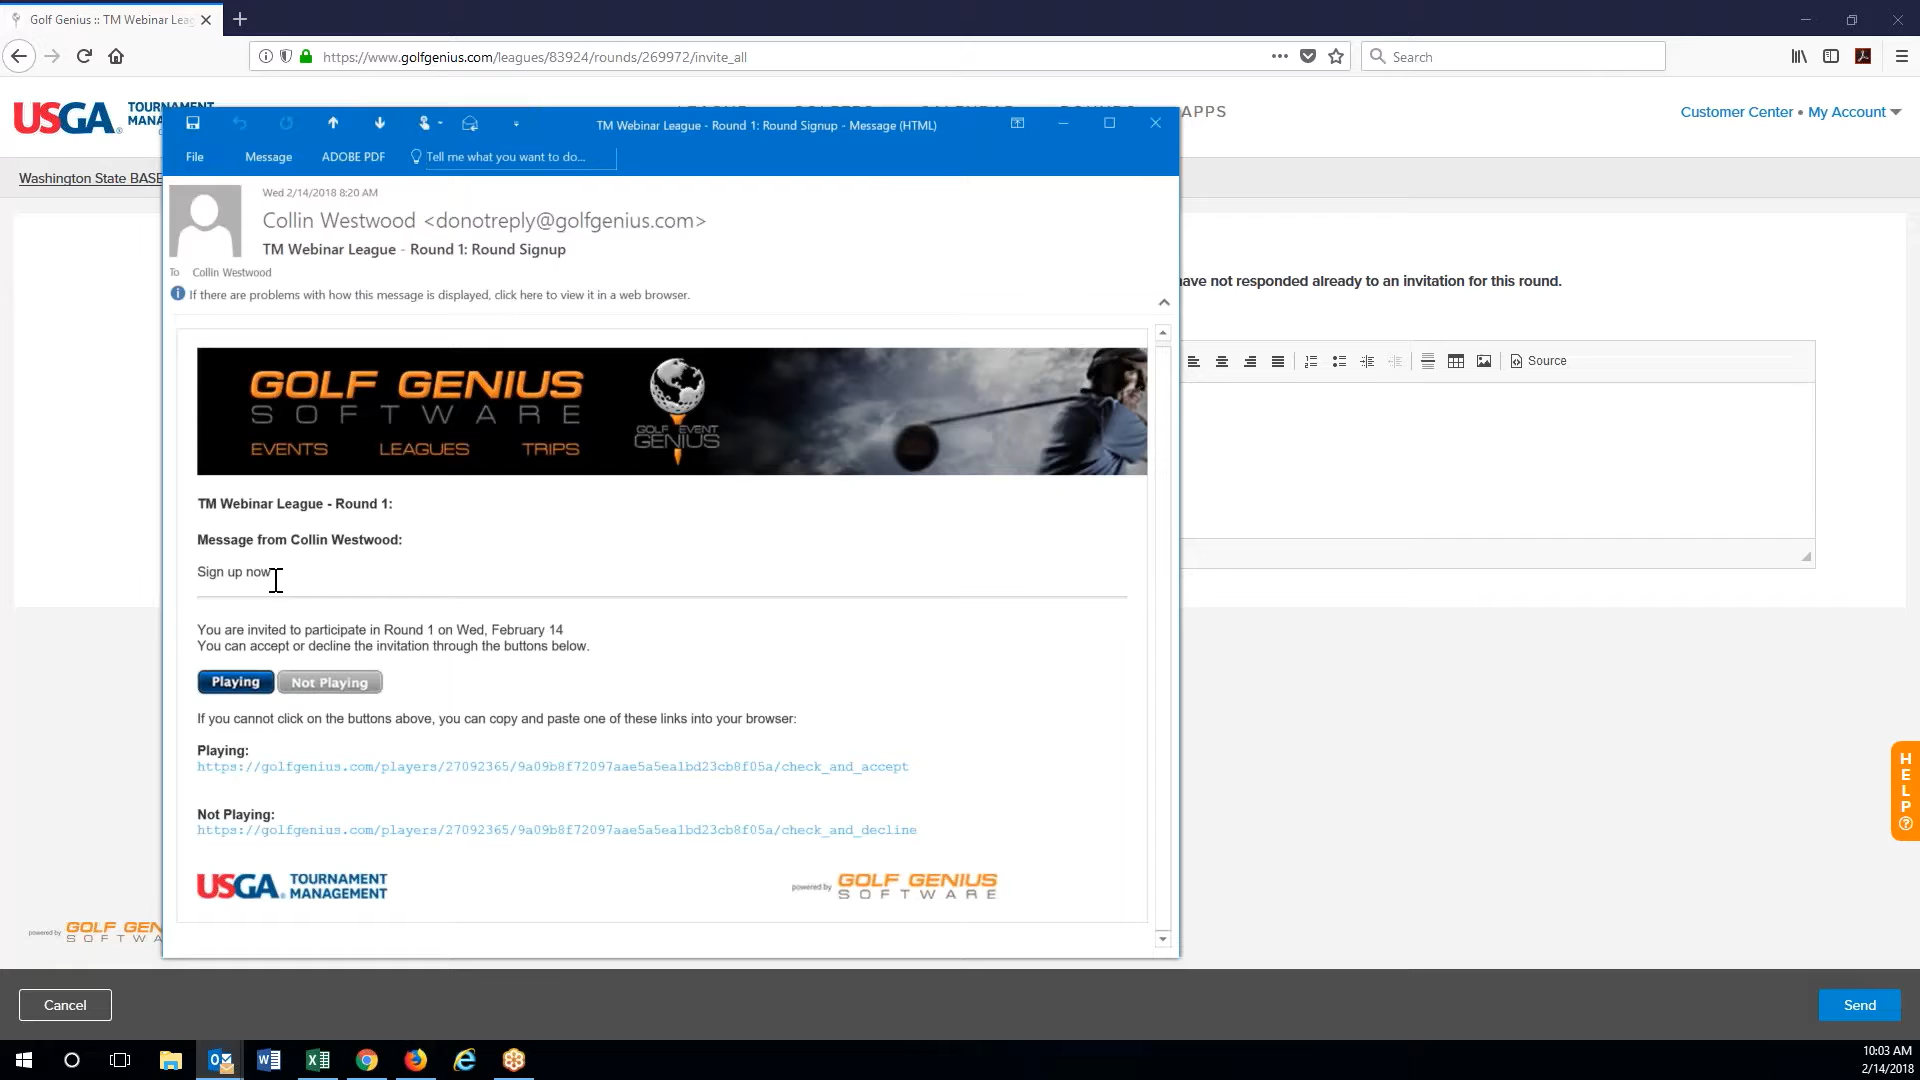 Golf Genius :: TM Webinar Leag
https://www.golfgenius.com/leagues/83924/rounds/269972/invite_all
Search
USGA TOURNAMENT
Customer Center • My Account
APPS
Washington State BASE
TM Webinar League - Round 1: Round Signup - Message (HTML)
File Message ADOBE PDF Tell me what you want to do...
Wed 2/14/2018 8:20 AM
Collin Westwood <donotreply@golfgenius.com>
TM Webinar League - Round 1: Round Signup
To Collin Westwood
If there are problems with how this message is displayed, click here to view it in a web browser.
have not responded already to an invitation for this round.
Source
GOLF GENIUS
SOFTWARE
EVENTS LEAGUES TRIPS
GOLF EVENT
GENIUS
TM Webinar League - Round 1:
Message from Collin Westwood:
Sign up now
You are invited to participate in Round 1 on Wed, February 14
You can accept or decline the invitation through the buttons below.
Playing Not Playing
If you cannot click on the buttons above, you can copy and paste one of these links into your browser:
Playing:
https://golfgenius.com/players/27092365/9a09b8f72097aae5a5ea1bd23cb8f05a/check_and_accept
Not Playing:
https://golfgenius.com/players/27092365/9a09b8f72097aae5a5ea1bd23cb8f05a/check_and_decline
USGA TOURNAMENT
MANAGEMENT
powered by GOLF GENIUS
SOFTWARE
HELP
powered by GOLF GEN
SOFTWA
Cancel
Send
10:03 AM
2/14/2018